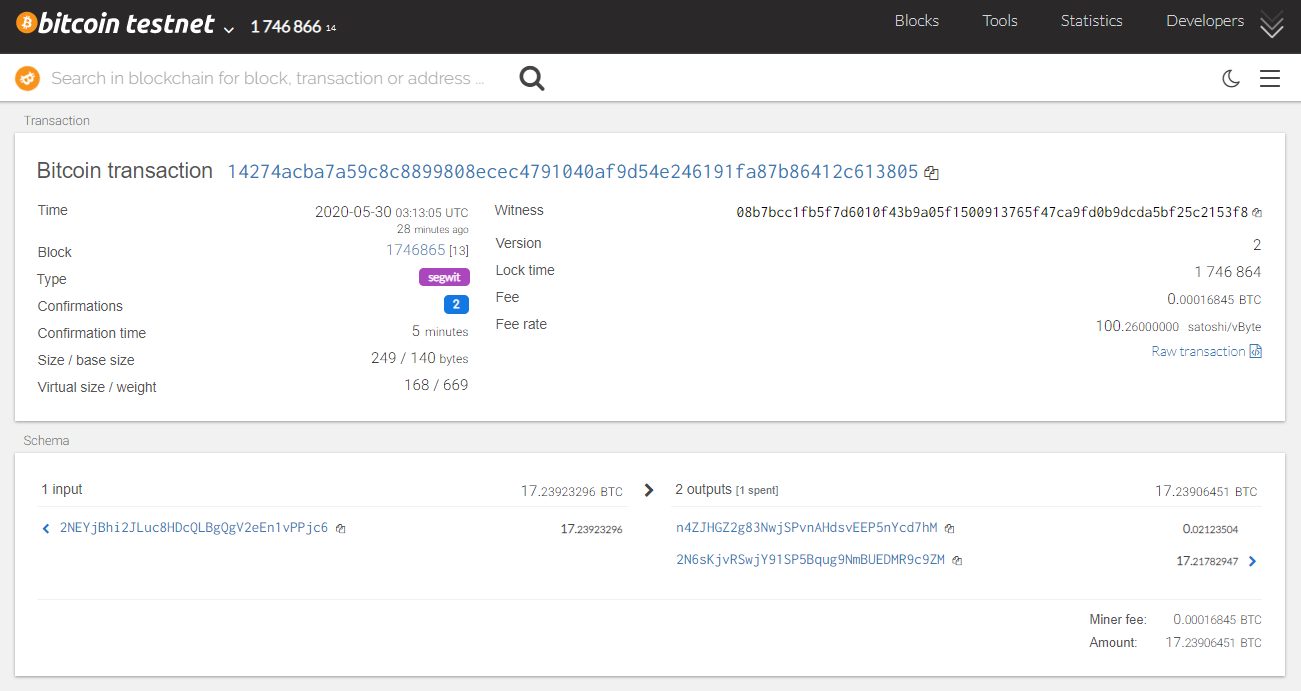 bitcoin testnet 1 746 866 14 Blocks Tools Statistics Developers
Search in blockchain for block, transaction or address ...
Transaction
Bitcoin transaction 14274acba7a59c8c8899808ecec4791040af9d54e246191fa87b86412c613805
Time 2020-05-30 03:13:05 UTC Witness 08b7bcc1fb5f7d6010f43b9a05f1500913765f47ca9fd0b9dcda5bf25c2153f8
28 minutes ago
Block 1746865 [13] Version 2
Type segwit Lock time 1 746 864
Confirmations 2 Fee 0.00016845 BTC
Confirmation time 5 minutes Fee rate 100.26000000 satoshi/vByte
Size / base size 249 / 140 bytes Raw transaction
Virtual size / weight 168 / 669
Schema
1 input 17.23923296 BTC 2 outputs [1 spent] 17.23906451 BTC
2NEYjBhi2JLuc8HDcQLBgQgV2eEn1vPPjc6 17.23923296 n4ZJHGZ2g83NwjSPvnAHdsvEEP5nYcd7hM 0.02123504
2N6sKjvRSwjY91SP5Bqug9NmBUEDMR9c9ZM 17.21782947
Miner fee: 0.00016845 BTC
Amount: 17.23906451 BTC